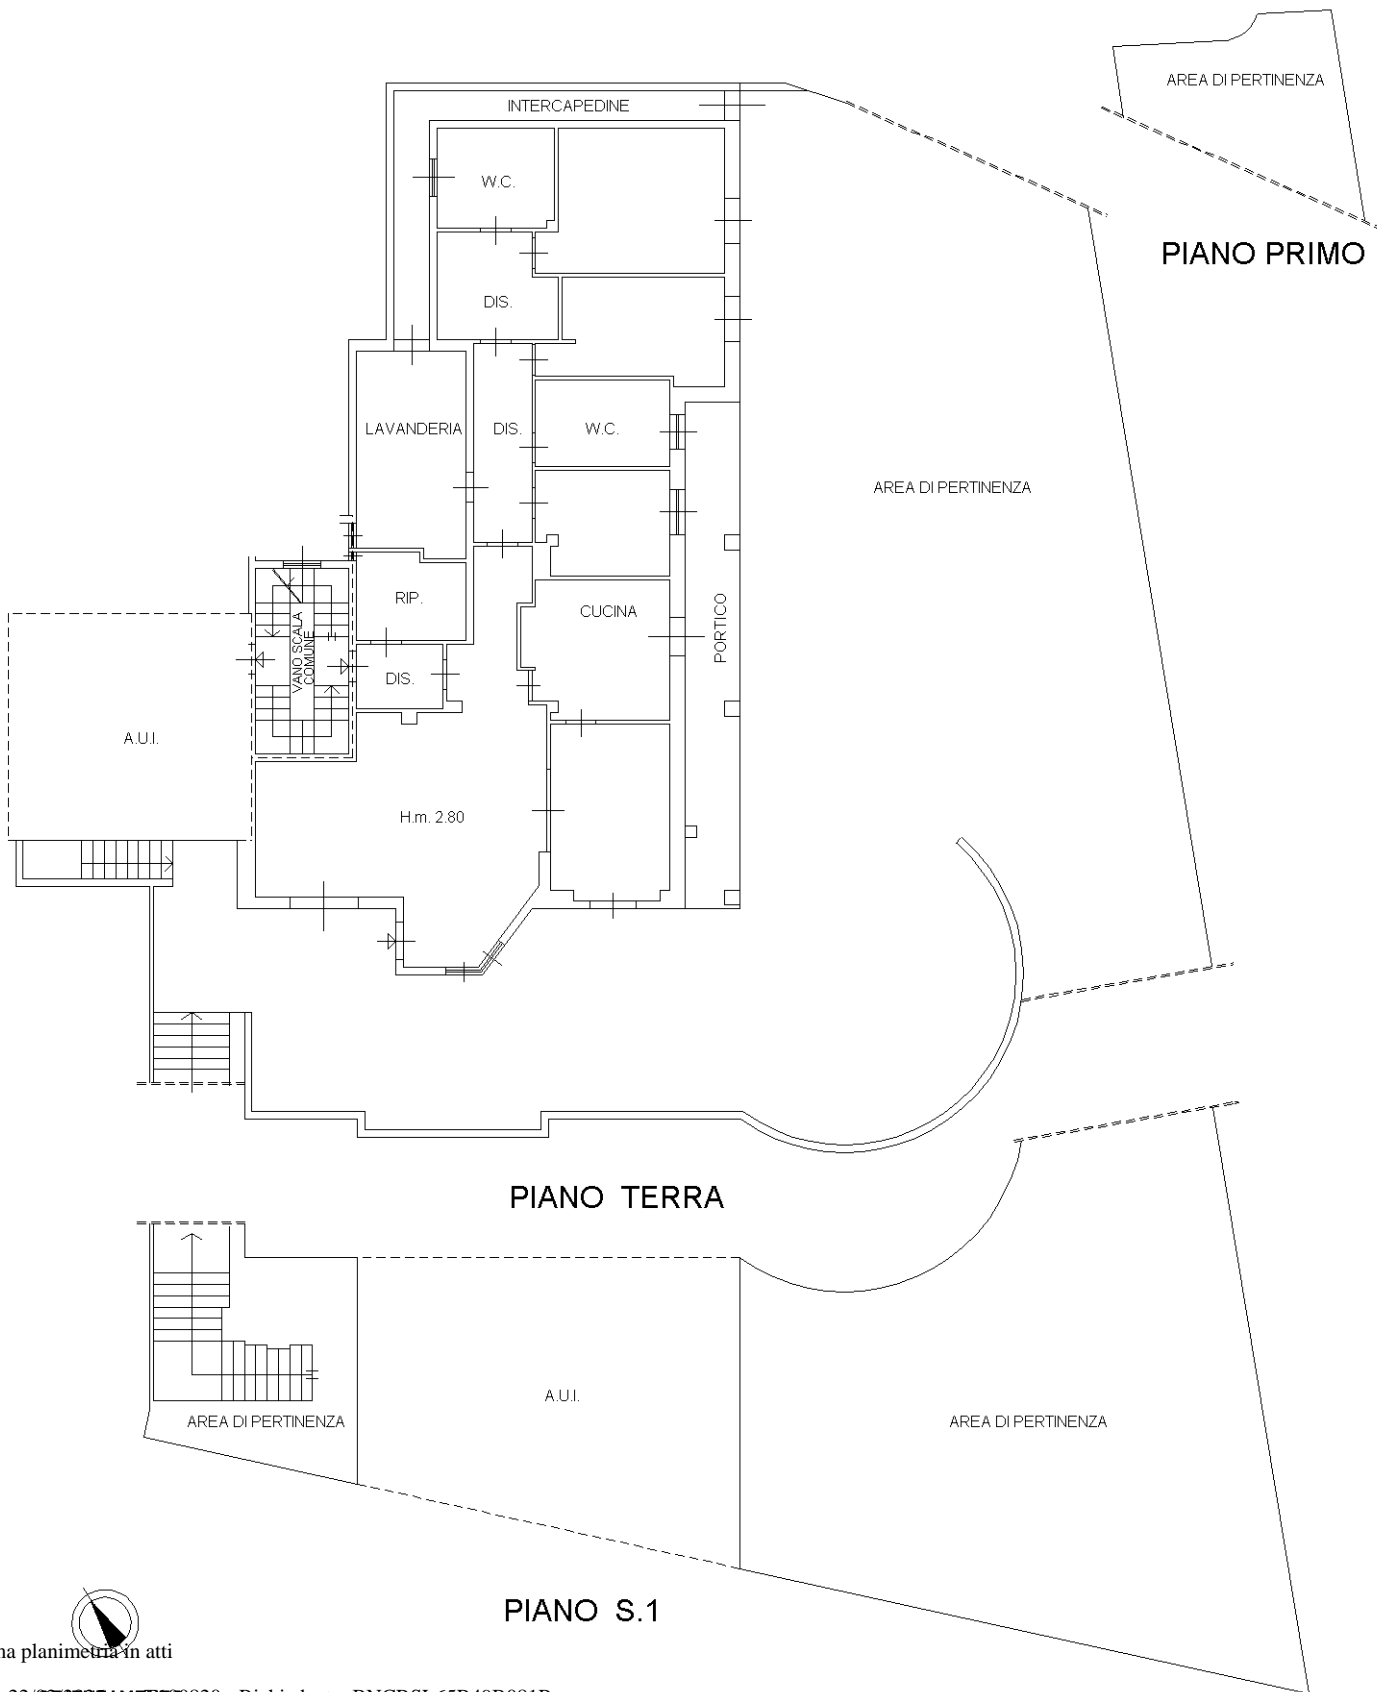 AREA DI PERTINENZA
PIANO PRIMO
INTERCAPEDINE
W.C.
DIS.
LAVANDERIA
DIS.
W.C.
AREA DI PERTINENZA
RIP.
CUCINA
PORTICO
VANO SCALA
COMUNE
DIS.
A.U.I.
H.m. 2.80
PIANO TERRA
A.U.I.
AREA DI PERTINENZA
AREA DI PERTINENZA
PIANO S.1
na planimetria in atti